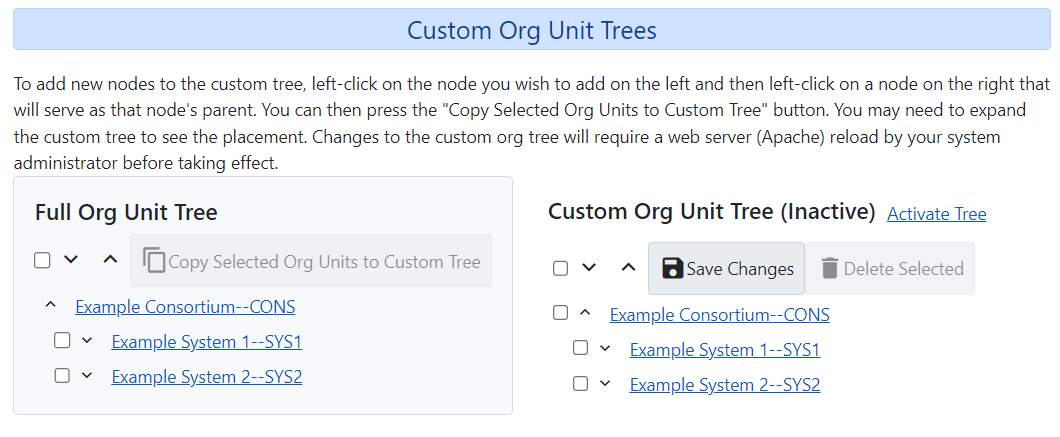 Custom Org Unit Trees
To add new nodes to the custom tree, left-click on the node you wish to add on the left and then left-click on a node on the right that
will serve as that node's parent. You can then press the "Copy Selected Org Units to Custom Tree" button. You may need to expand
the custom tree to see the placement. Changes to the custom org tree will require a web server (Apache) reload by your system
administrator before taking effect.
Full Org Unit Tree
Copy Selected Org Units to Custom Tree
Example Consortium--CONS
Example System 1--SYS1
Example System 2--SYS2
Custom Org Unit Tree (Inactive) Activate Tree
Save Changes Delete Selected
Example Consortium--CONS
Example System 1--SYS1
Example System 2--SYS2